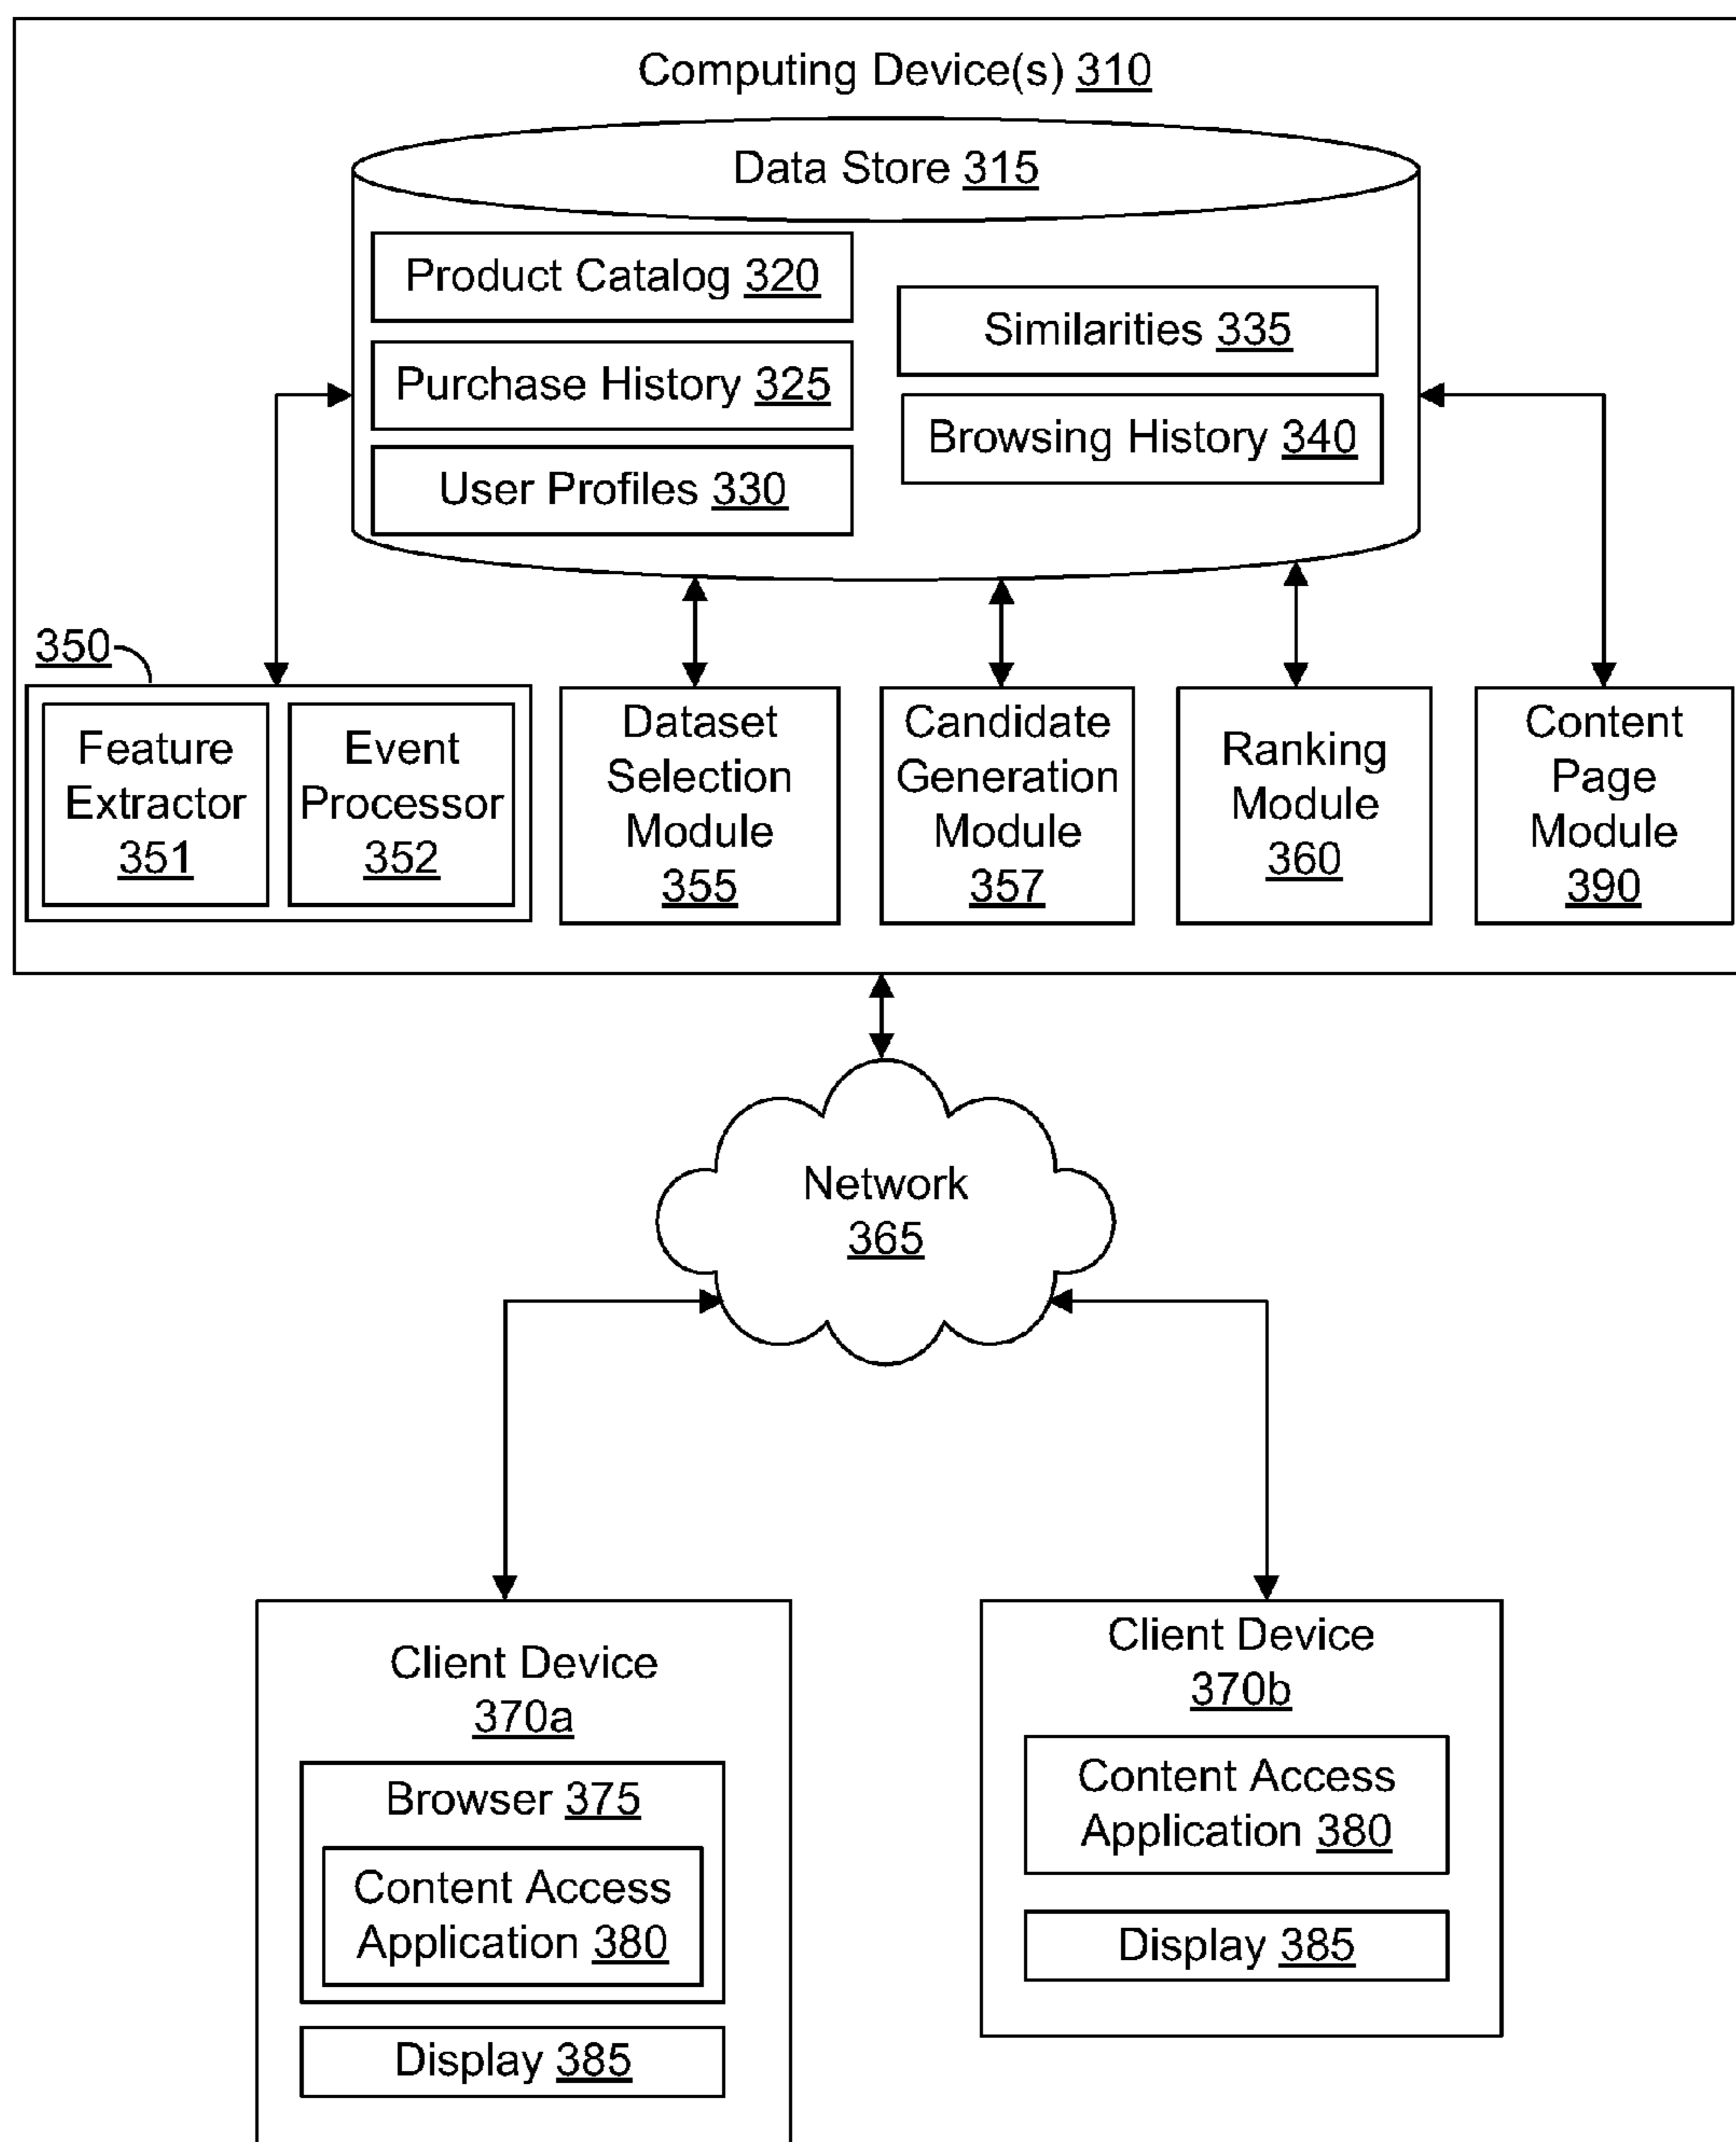 Computing Device(s) 310
Data Store 315
Product Catalog 320
Purchase History 325
User Profiles 330
Similarities 335
Browsing History 340
350
Feature
Extractor
351
Event
Processor
352
Dataset
Selection
Module
355
Candidate
Generation
Module
357
Ranking
Module
360
Content
Page
Module
390
Network
365
Client Device
370a
Browser 375
Content Access
Application 380
Display 385
Client Device
370b
Content Access
Application 380
Display 385